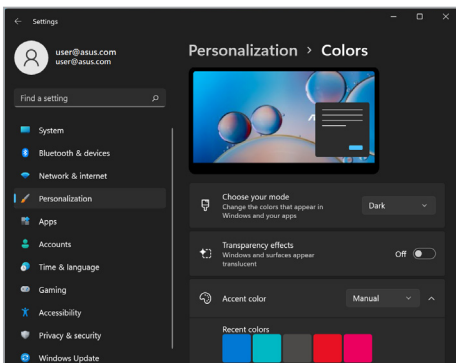 Settings
user@asus.com
user@asus.com
Find a setting
System
Bluetooth & devices
Network & internet
Personalization
Apps
Accounts
Time & language
Gaming
Accessibility
Privacy & security
Windows Update
Personalization > Colors
Choose your mode
Change the colors that appear in
Windows and your apps
Dark
Transparency effects
Windows and surfaces appear
translucent
Off
Accent color
Manual
Recent colors